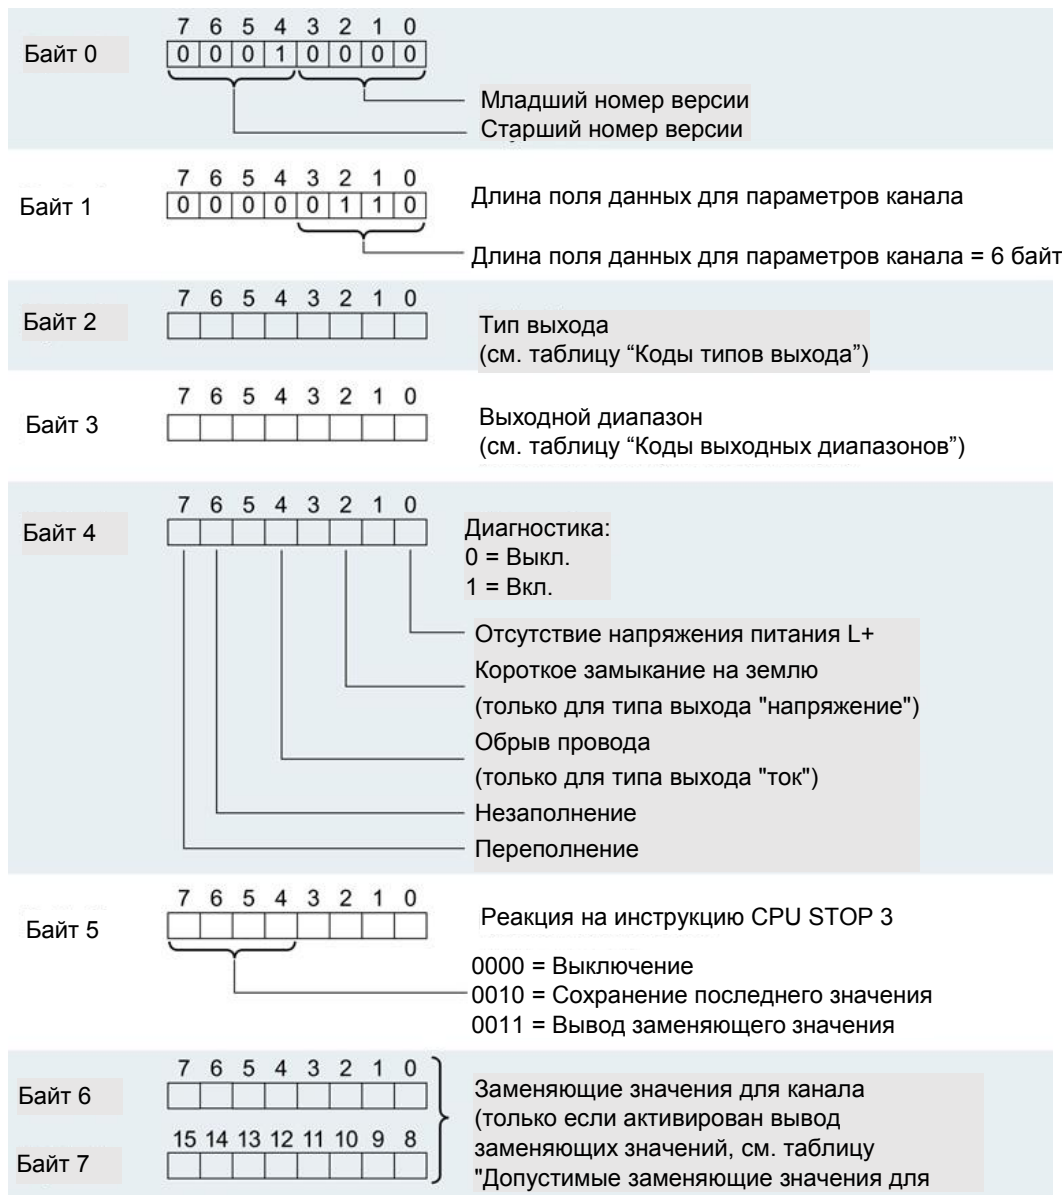 7 6 5 4 3 2 1 0
Байт 0
0 0 0 1 0 0 0 0
Младший номер версии
Старший номер версии
7 6 5 4 3 2 1 0
Байт 1
0 0 0 0 0 1 1 0
Длина поля данных для параметров канала
Длина поля данных для параметров канала = 6 байт
7 6 5 4 3 2 1 0
Байт 2
Тип выхода
(см. таблицу “Коды типов выхода”)
7 6 5 4 3 2 1 0
Байт 3
Выходной диапазон
(см. таблицу “Коды выходных диапазонов”)
7 6 5 4 3 2 1 0
Байт 4
Диагностика:
0 = Выкл.
1 = Вкл.
Отсутствие напряжения питания L+
Короткое замыкание на землю
(только для типа выхода "напряжение")
Обрыв провода
(только для типа выхода "ток")
Незаполнение
Переполнение
7 6 5 4 3 2 1 0
Байт 5
Реакция на инструкцию CPU STOP 3
0000 = Выключение
0010 = Сохранение последнего значения
0011 = Вывод заменяющего значения
7 6 5 4 3 2 1 0
Байт 6
Заменяющие значения для канала
(только если активирован вывод
15 14 13 12 11 10 9 8
заменяющих значений, см. таблицу
Байт 7
"Допустимые заменяющие значения для